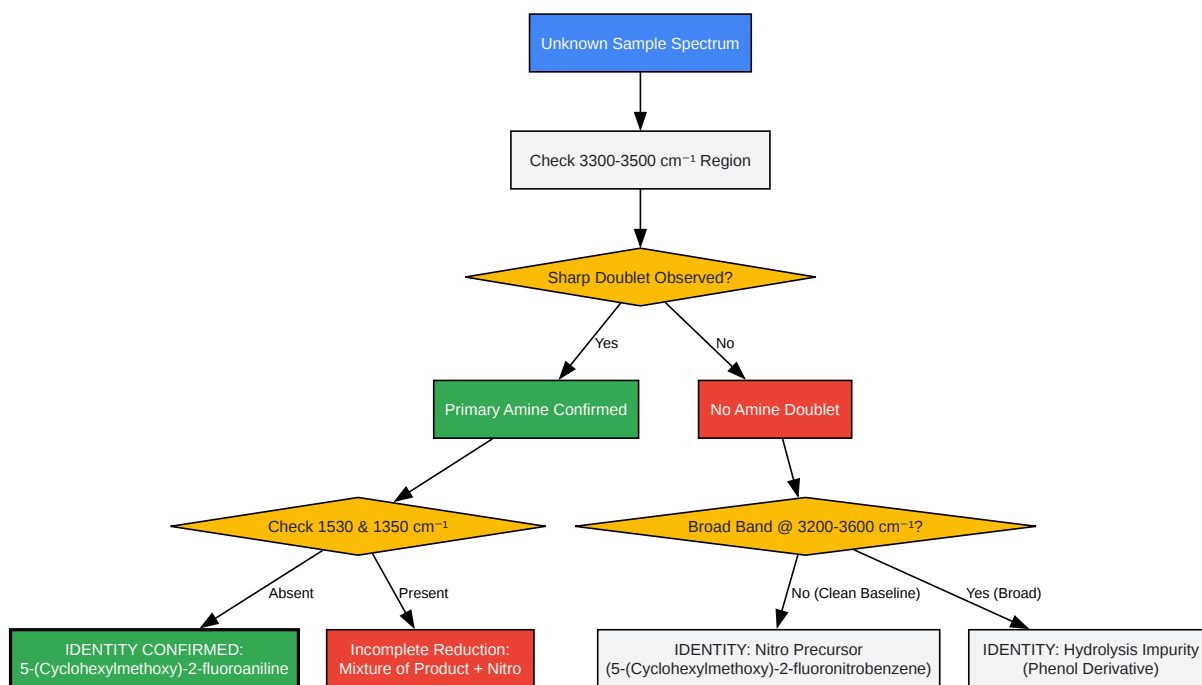 Unknown Sample Spectrum
Check 3300-3500 cm⁻¹ Region
Sharp Doublet Observed?
Yes
No
Primary Amine Confirmed
No Amine Doublet
Check 1530 & 1350 cm⁻¹
Broad Band @ 3200-3600 cm⁻¹?
Absent
Present
No (Clean Baseline)
Yes (Broad)
IDENTITY CONFIRMED:
5-(Cyclohexylmethoxy)-2-fluoroaniline
Incomplete Reduction:
Mixture of Product + Nitro
IDENTITY: Nitro Precursor
(5-(Cyclohexylmethoxy)-2-fluoronitrobenzene)
IDENTITY: Hydrolysis Impurity
(Phenol Derivative)